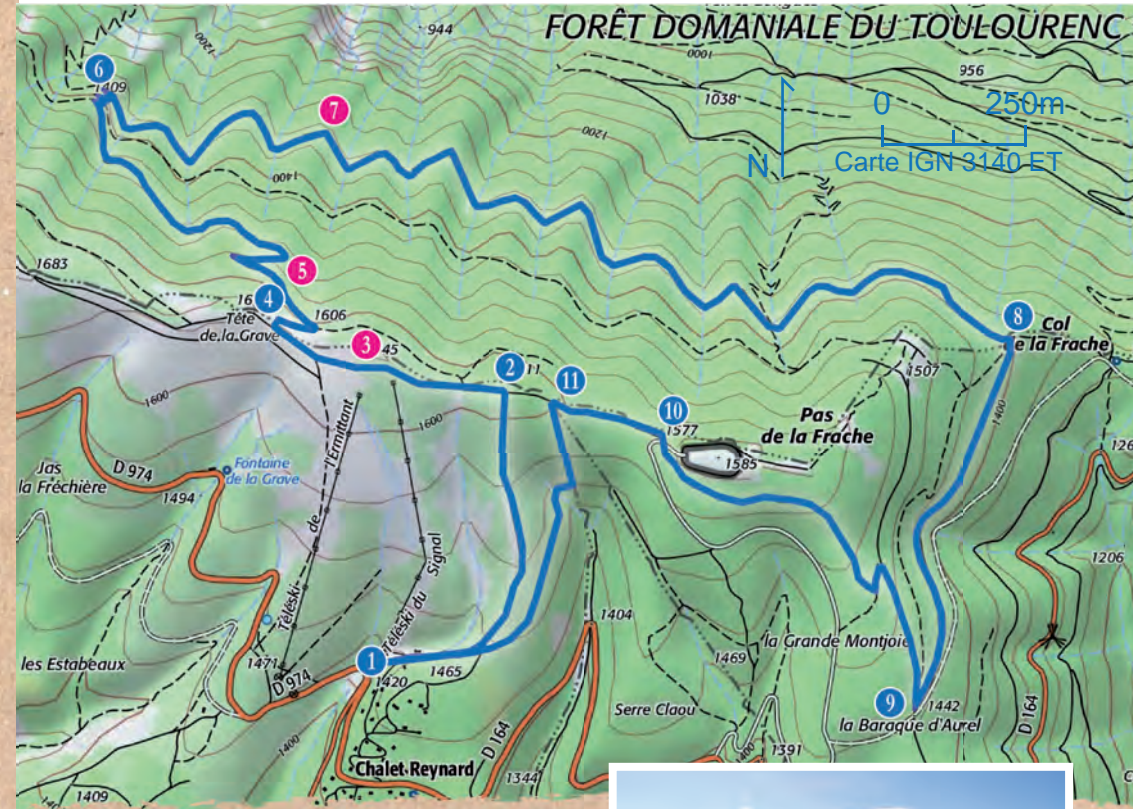 FORÊT DOMANIALE DU TOULOURENC
944
1200
1000
956
6
1409
7
1038
0 250m
N
Carte IGN 3140 ET
1200
1400
1683
5
4
1606
Tête
de la Grave
3
45
2
11
11
8
Col
de la Frache
1507
10
1577
Pas
de la Frache
1585
1400
1600
1600
Téléski de l'Ermittant
Téléski du Signal
Jas
la Fréchière
D 974
1494
Fontaine
de la Grave
1206
1404
la Grande Montjoie
les Estabeaux
1471
D 974
1
1420
1465
1469
9
1442
la Baraque d'Aurel
Serre Claou
D 164
D 164
1400
1400
1391
Chalet-Reynard
1344
1409